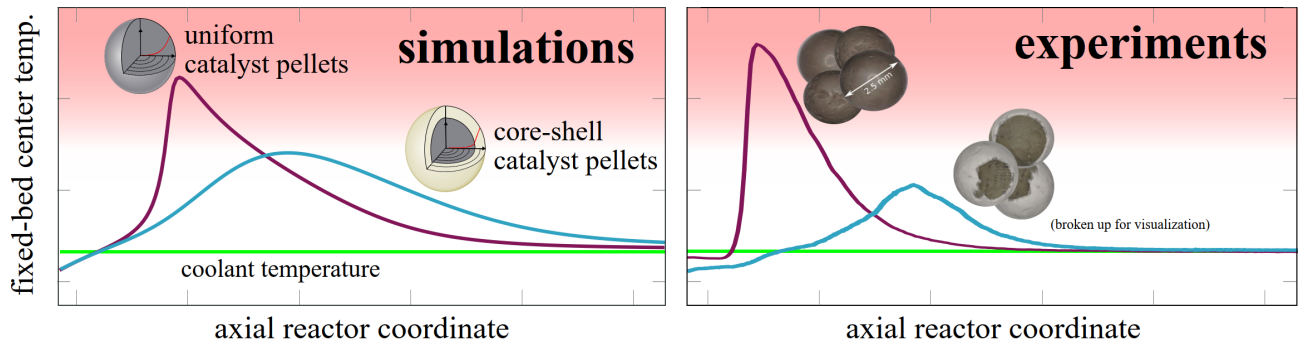 fixed-bed center temp.
uniform
catalyst pellets
simulations
core-shell
catalyst pellets
coolant temperature
axial reactor coordinate
experiments
2.5 mm
(broken up for visualization)
axial reactor coordinate